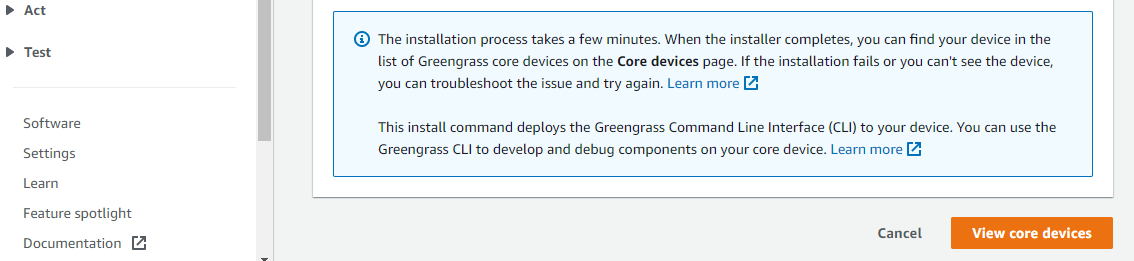 Act
Test
Software
Settings
Learn
Feature spotlight
Documentation
The installation process takes a few minutes. When the installer completes, you can find your device in the
list of Greengrass core devices on the Core devices page. If the installation fails or you can't see the device,
you can troubleshoot the issue and try again. Learn more
This install command deploys the Greengrass Command Line Interface (CLI) to your device. You can use the
Greengrass CLI to develop and debug components on your core device. Learn more
Cancel
View core devices